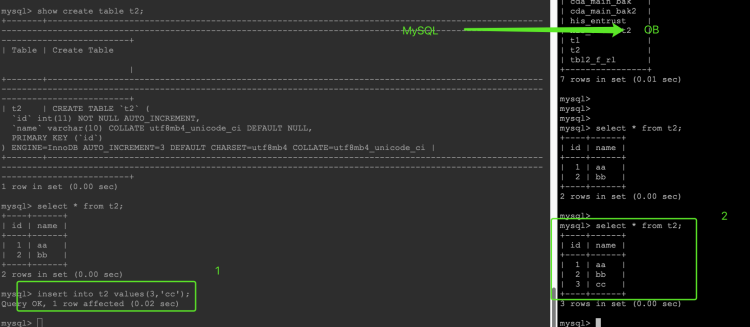 mysql> show create table t2;
+-------+
| Table | Create Table
|
+-------+
| t2    | CREATE TABLE `t2` (
  `id` int(11) NOT NULL AUTO_INCREMENT,
  `name` varchar(10) COLLATE utf8mb4_unicode_ci DEFAULT NULL,
  PRIMARY KEY (`id`)
) ENGINE=InnoDB AUTO_INCREMENT=3 DEFAULT CHARSET=utf8mb4 COLLATE=utf8mb4_unicode_ci |
+-------+
1 row in set (0.00 sec)
mysql> select * from t2;
+----+------+
| id | name |
+----+------+
|  1 | aa   |
|  2 | bb   |
+----+------+
2 rows in set (0.00 sec)
1
mysql> insert into t2 values(3,'cc');
Query OK, 1 row affected (0.02 sec)
mysql>
MySQL
OB
| cda_main_bak |
| cda_main_bak2 |
| his_entrust |
| t1 |
| t2 |
| tbl2_f_rl |
7 rows in set (0.01 sec)
mysql>
mysql>
mysql>
mysql> select * from t2;
+----+------+
| id | name |
+----+------+
|  1 | aa   |
|  2 | bb   |
+----+------+
2 rows in set (0.00 sec)
mysql>
2
mysql> select * from t2;
+----+------+
| id | name |
+----+------+
|  1 | aa   |
|  2 | bb   |
|  3 | cc   |
+----+------+
3 rows in set (0.00 sec)
mysql>